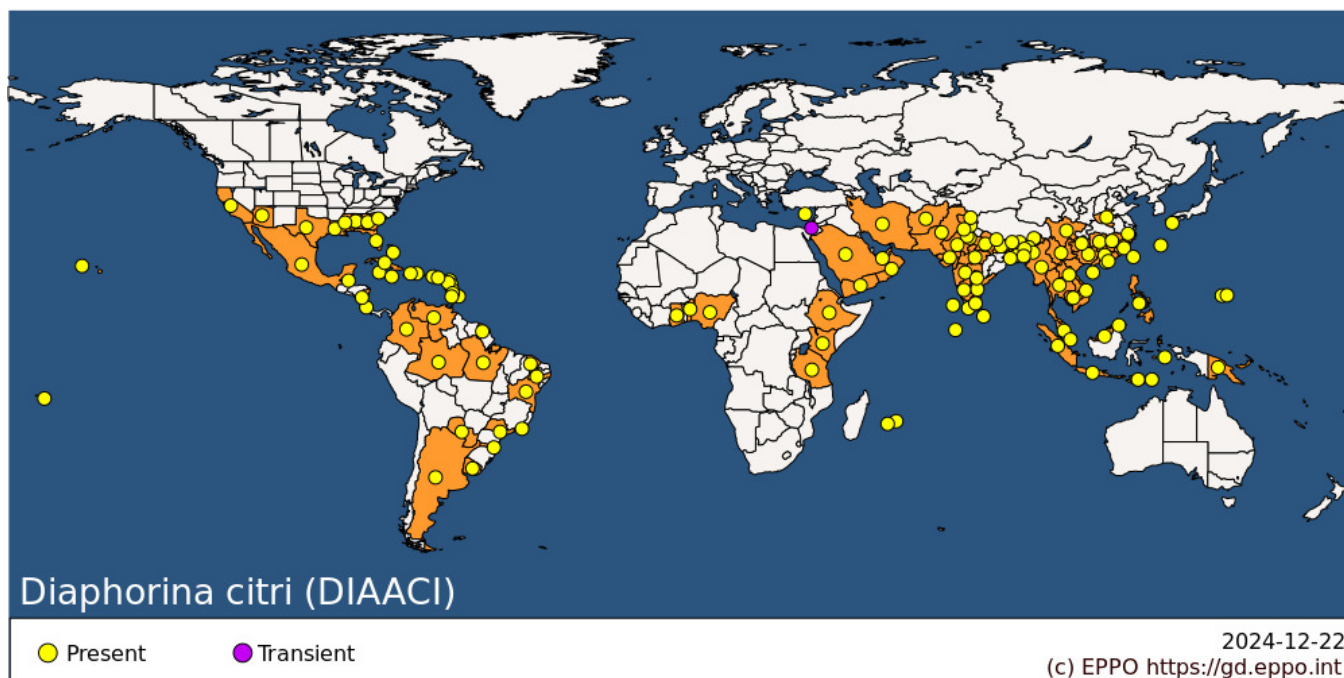 Diaphorina citri (DIAACI)
Present
Transient
2024-12-22
(c) EPPO https://gd.eppo.int